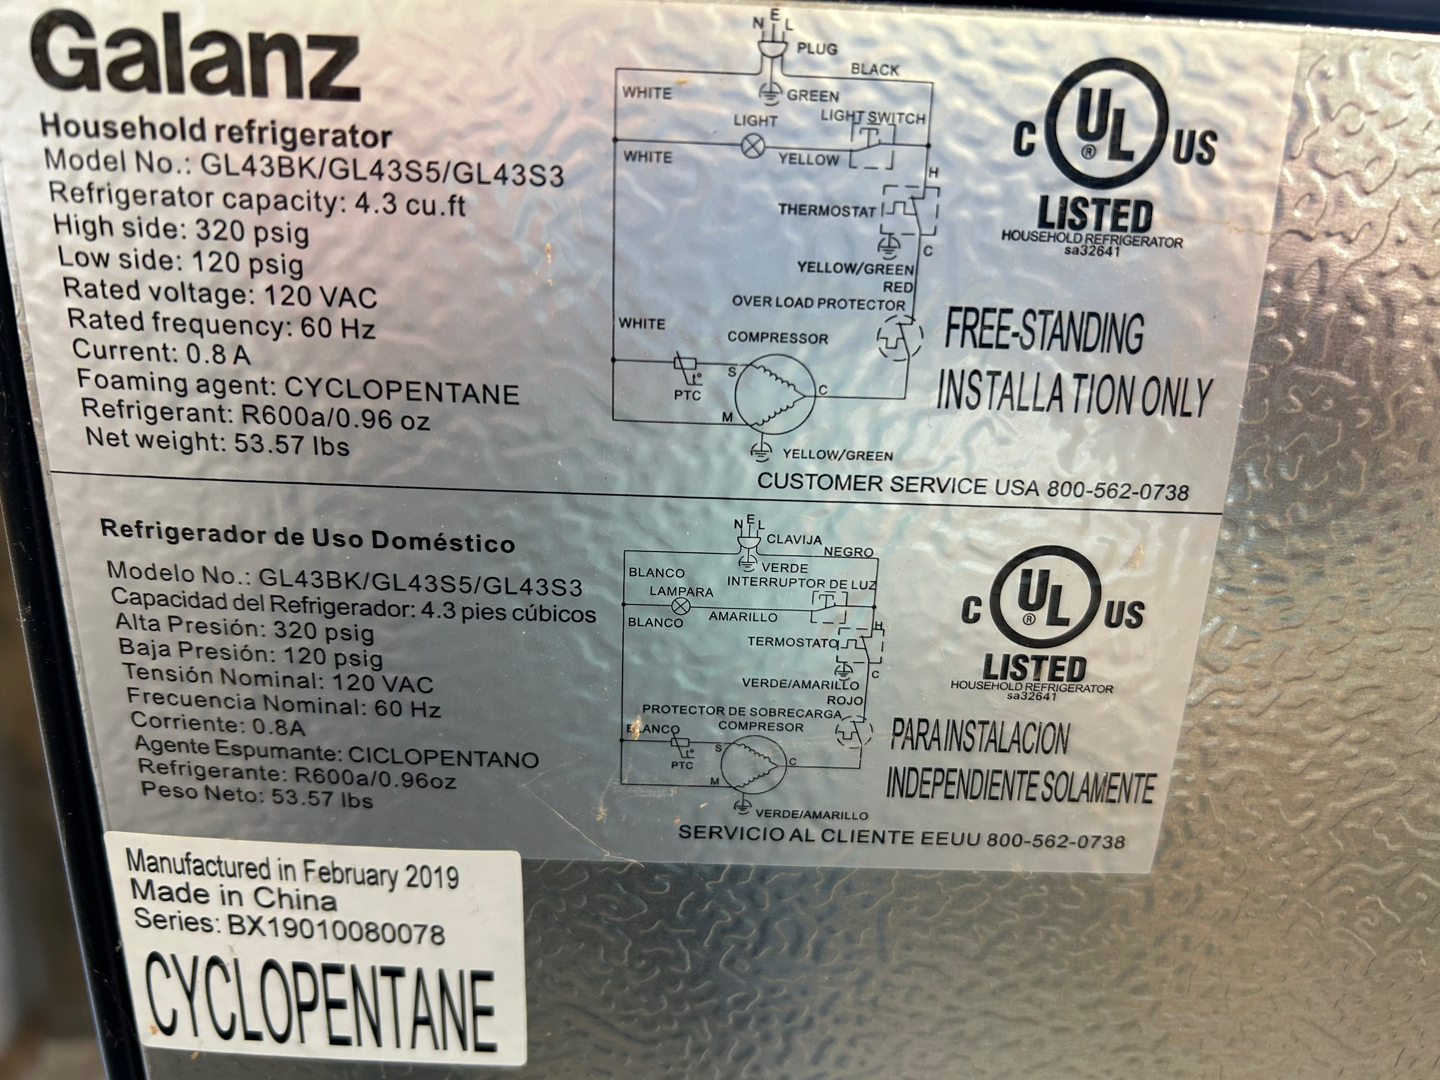 Galanz
Household refrigerator
Model No.: GL43BK/GL43S5/GL43S3
Refrigerator capacity: 4.3 cu.ft
High side: 320 psig
Low side: 120 psig
Rated voltage: 120 VAC
Rated frequency: 60 Hz
Current: 0.8 A
Foaming agent: CYCLOPENTANE
Refrigerant: R600a/0.96 oz
Net weight: 53.57 lbs
N E L
PLUG
BLACK
WHITE
GREEN
LIGHT
LIGHT SWITCH
WHITE
YELLOW
H
THERMOSTAT
C
YELLOW/GREEN
RED
OVER LOAD PROTECTOR
WHITE
COMPRESSOR
S
t°
PTC
C
M
YELLOW/GREEN
C UL ® US
LISTED
HOUSEHOLD REFRIGERATOR
sa32641
FREE-STANDING
INSTALLATION ONLY
CUSTOMER SERVICE USA 800-562-0738
Refrigerador de Uso Doméstico
Modelo No.: GL43BK/GL43S5/GL43S3
Capacidad del Refrigerador: 4.3 pies cúbicos
Alta Presión: 320 psig
Baja Presión: 120 psig
Tensión Nominal: 120 VAC
Frecuencia Nominal: 60 Hz
Corriente: 0.8A
Agente Espumante: CICLOPENTANO
Refrigerante: R600a/0.96oz
Peso Neto: 53.57 lbs
N E L
CLAVIJA
NEGRO
BLANCO
VERDE
INTERRUPTOR DE LUZ
LAMPARA
BLANCO
AMARILLO
H
TERMOSTATO
C
VERDE/AMARILLO
ROJO
PROTECTOR DE SOBRECARGA
BLANCO
COMPRESOR
S
t°
PTC
C
M
VERDE/AMARILLO
C UL ® US
LISTED
HOUSEHOLD REFRIGERATOR
sa32641
PARA INSTALACION
INDEPENDIENTE SOLAMENTE
SERVICIO AL CLIENTE EEUU 800-562-0738
Manufactured in February 2019
Made in China
Series: BX19010080078
CYCLOPENTANE